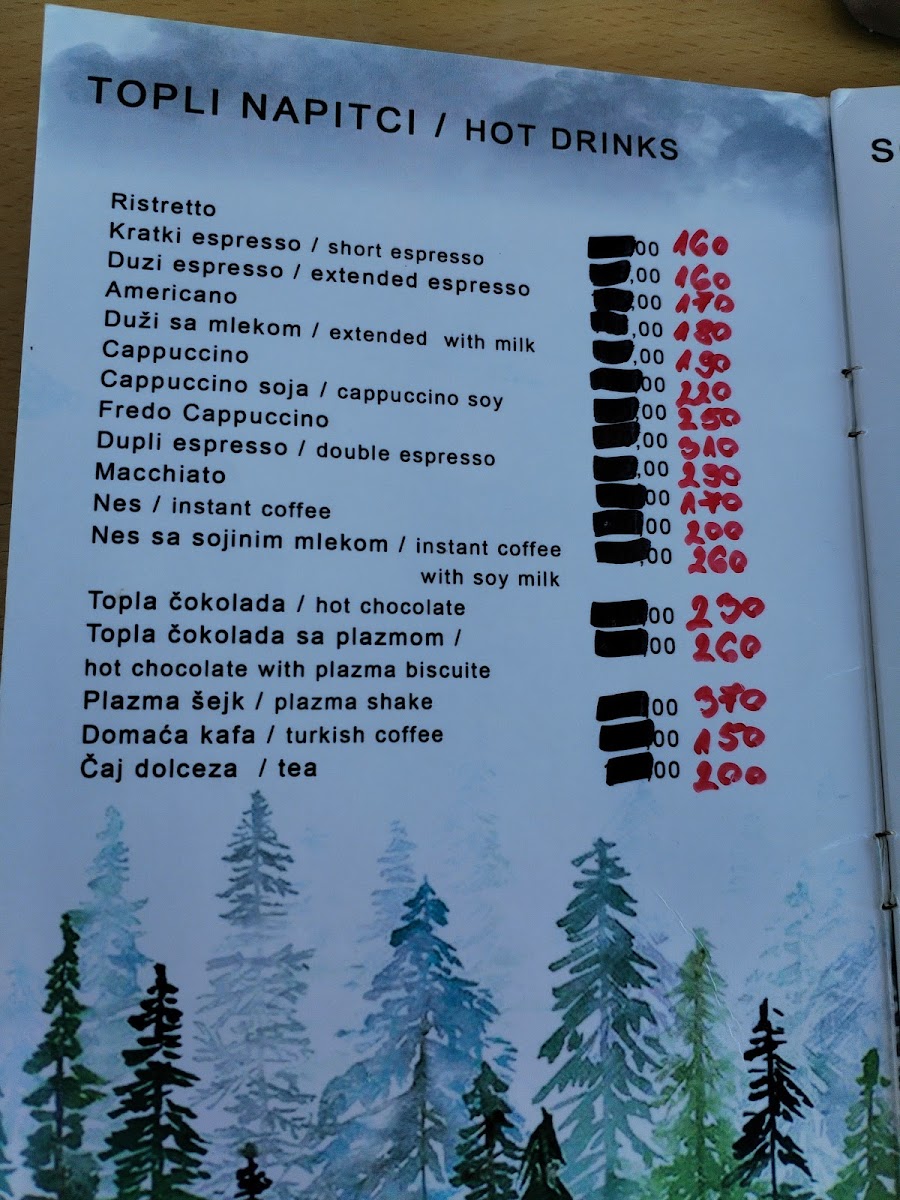 TOPLI NAPITCI / HOT DRINKS
Ristretto ,00 160
Kratki espresso / short espresso ,00 160
Duzi espresso / extended espresso ,00 170
Americano ,00 180
Duži sa mlekom / extended with milk ,00 190
Cappuccino ,00 220
Cappuccino soja / cappuccino soy ,00 250
Fredo Cappuccino ,00 310
Dupli espresso / double espresso ,00 290
Macchiato ,00 170
Nes / instant coffee ,00 200
Nes sa sojinim mlekom / instant coffee ,00 260
with soy milk
Topla čokolada / hot chocolate ,00 230
Topla čokolada sa plazmom / ,00 260
hot chocolate with plazma biscuite
Plazma šejk / plazma shake ,00 370
Domaća kafa / turkish coffee ,00 150
Čaj dolceza / tea ,00 200